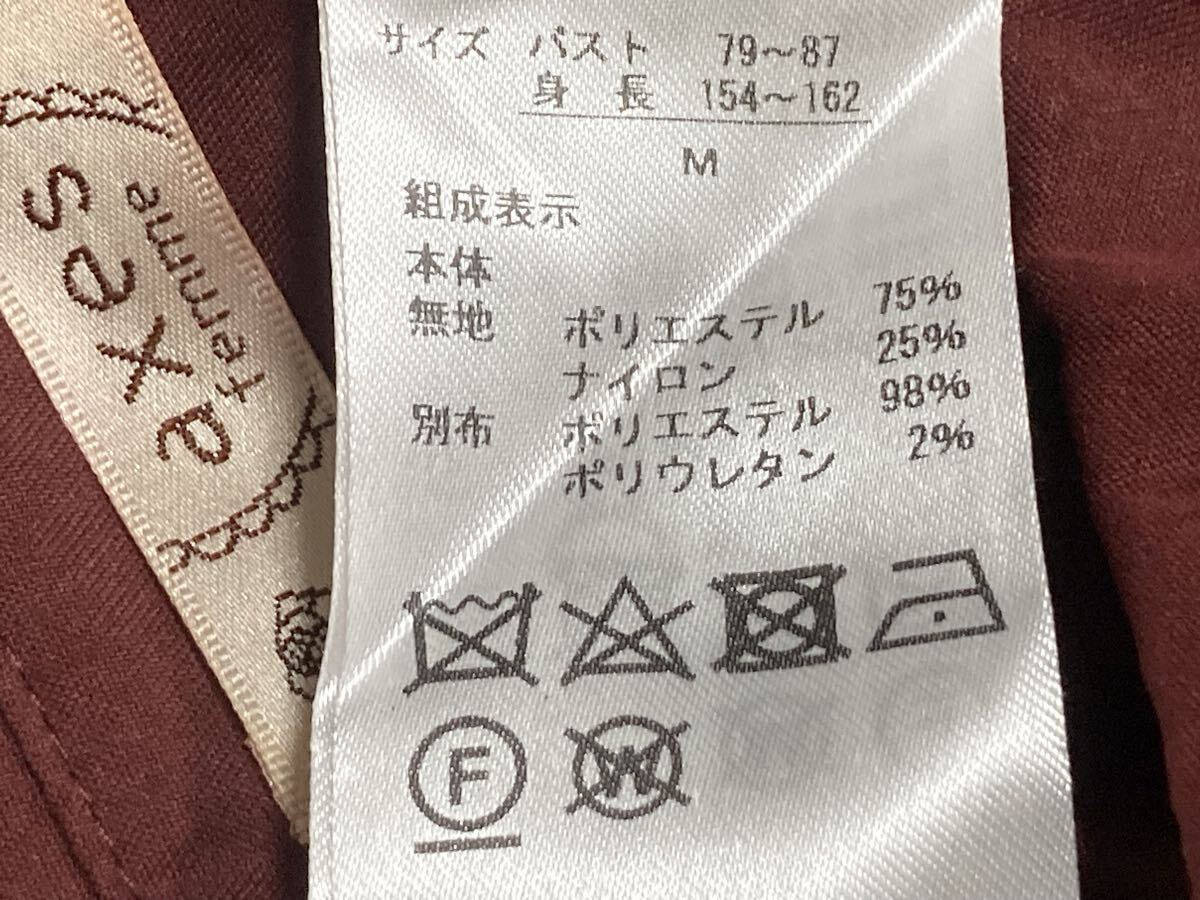 サイズ バスト 79～87
身長 154～162
M
組成表示
本体
無地 ポリエステル 75%
ナイロン 25%
別布 ポリエステル 98%
ポリウレタン 2%
F
W
axes
femme